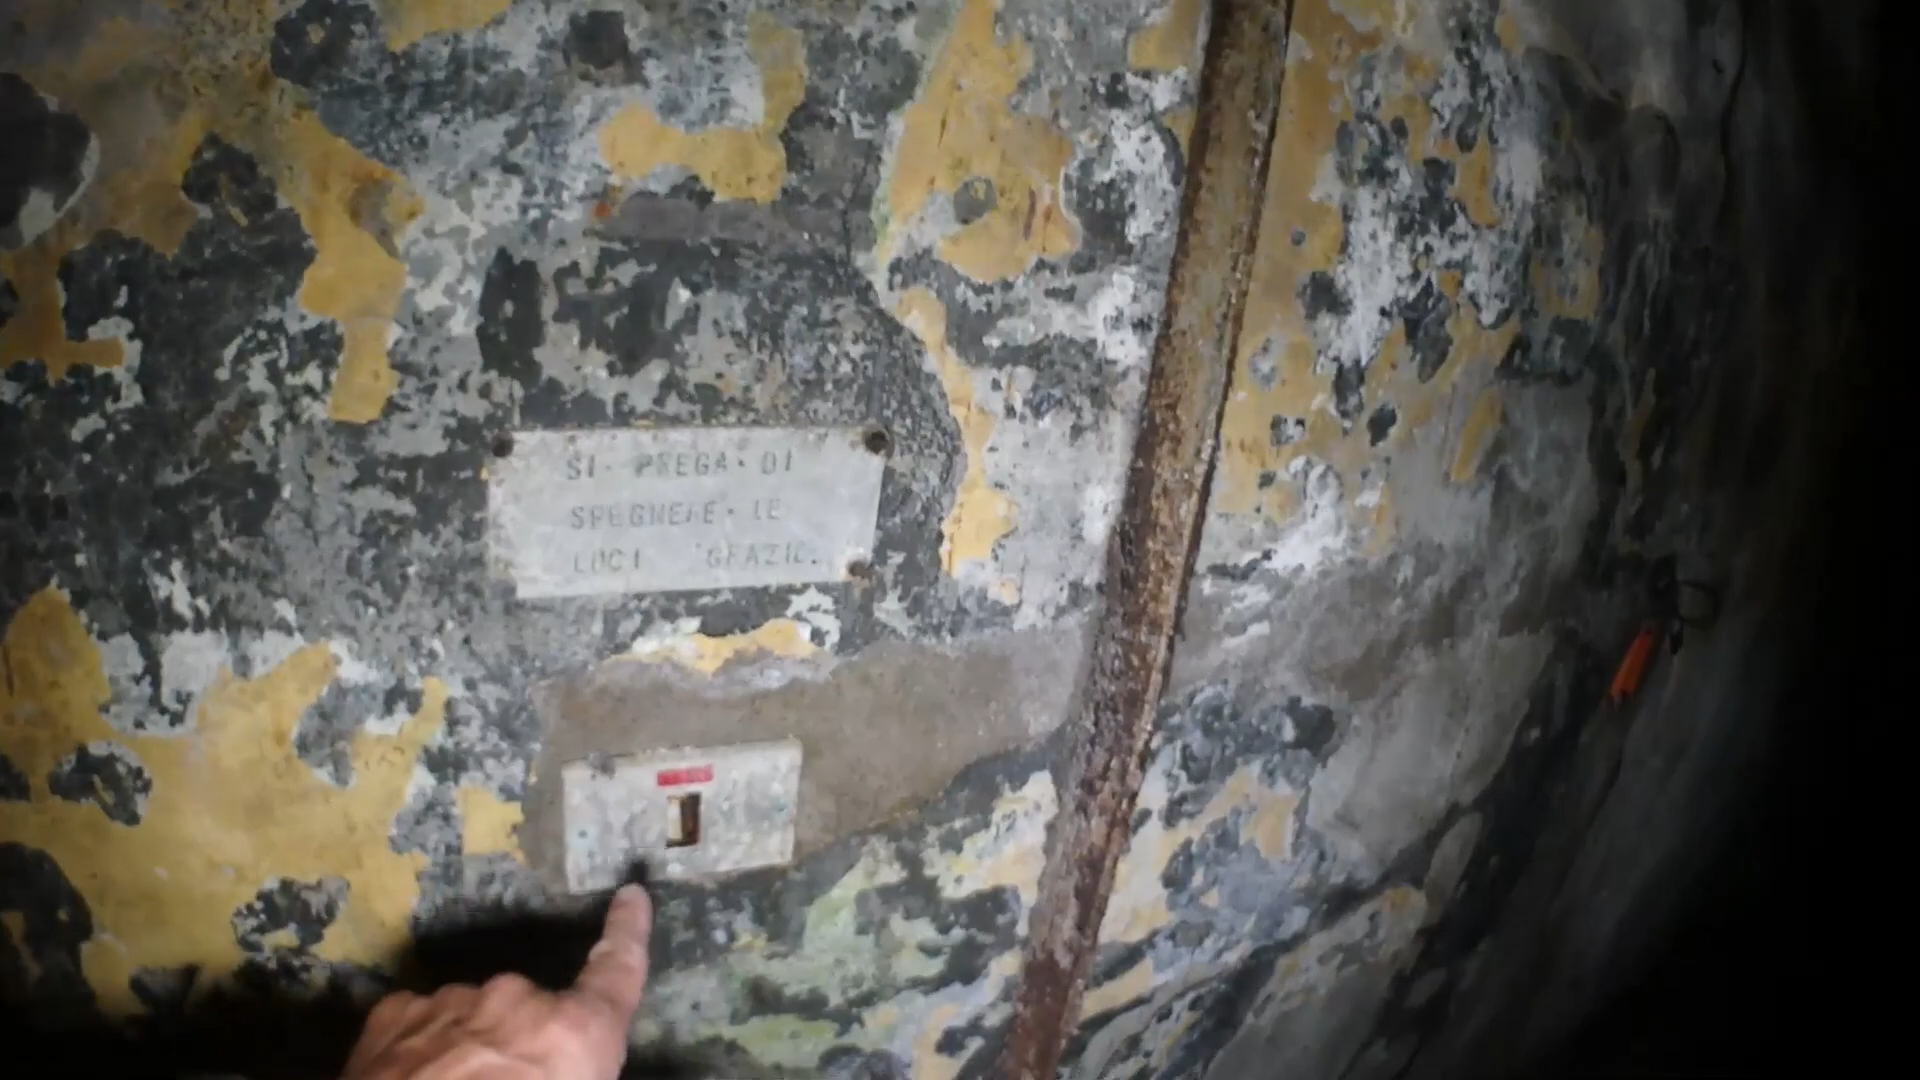 SI · PREGA · DI
SPEGNERE · LE
LUCI GRAZIE.